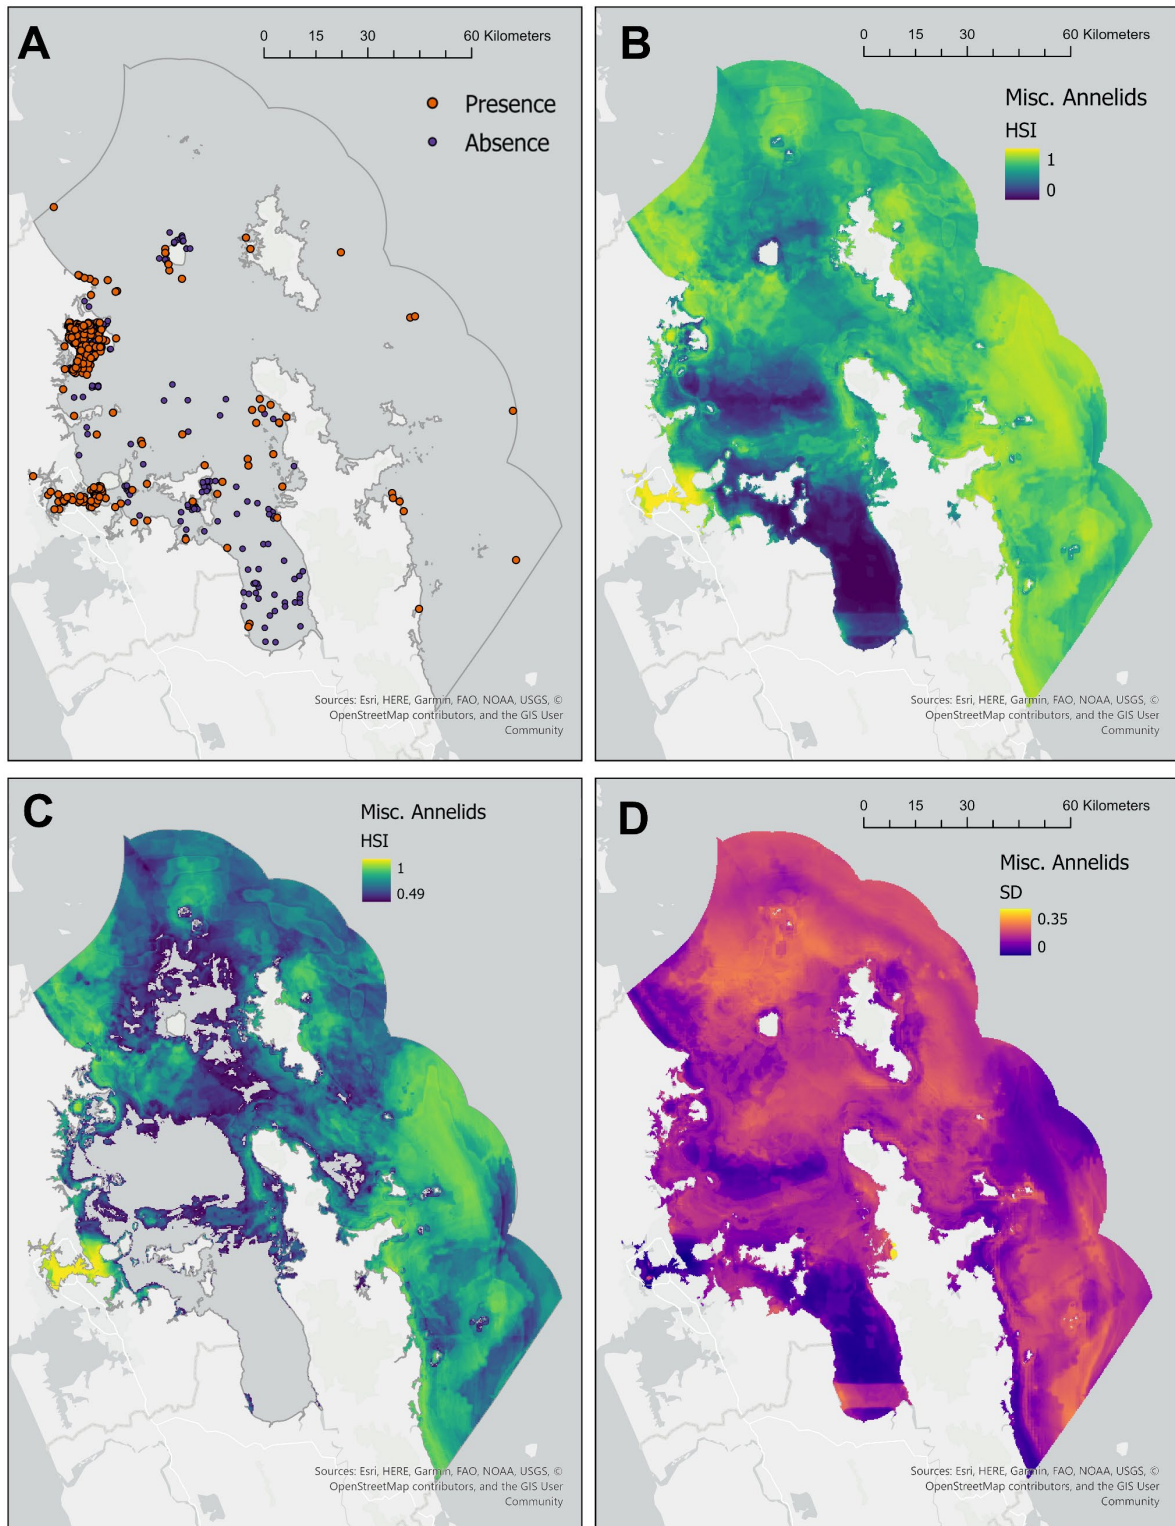 A
0 15 30 60 Kilometers
Presence
Absence
Sources: Esri, HERE, Garmin, FAO, NOAA, USGS, ©
OpenStreetMap contributors, and the GIS User
Community
B
0 15 30 60 Kilometers
Misc. Annelids
HSI
1
0
Sources: Esri, HERE, Garmin, FAO, NOAA, USGS, ©
OpenStreetMap contributors, and the GIS User
Community
C
Misc. Annelids
HSI
1
0.49
Sources: Esri, HERE, Garmin, FAO, NOAA, USGS, ©
OpenStreetMap contributors, and the GIS User
Community
D
0 15 30 60 Kilometers
Misc. Annelids
SD
0.35
0
Sources: Esri, HERE, Garmin, FAO, NOAA, USGS, ©
OpenStreetMap contributors, and the GIS User
Community